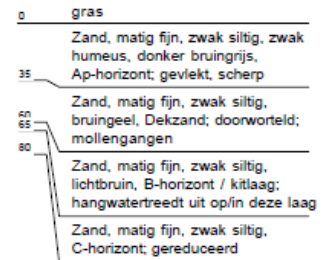 0 gras
Zand, matig fijn, zwak siltig, zwak
humeus, donker bruingrijs,
35 Ap-horizont; gevlekt, scherp
Zand, matig fijn, zwak siltig,
60 bruingeel, Dekzand; doorworteld;
65 mollengangen
80
Zand, matig fijn, zwak siltig,
lichtbruin, B-horizont / kitlaag;
hangwatertreedt uit op/in deze laag
Zand, matig fijn, zwak siltig,
C-horizont; gereduceerd